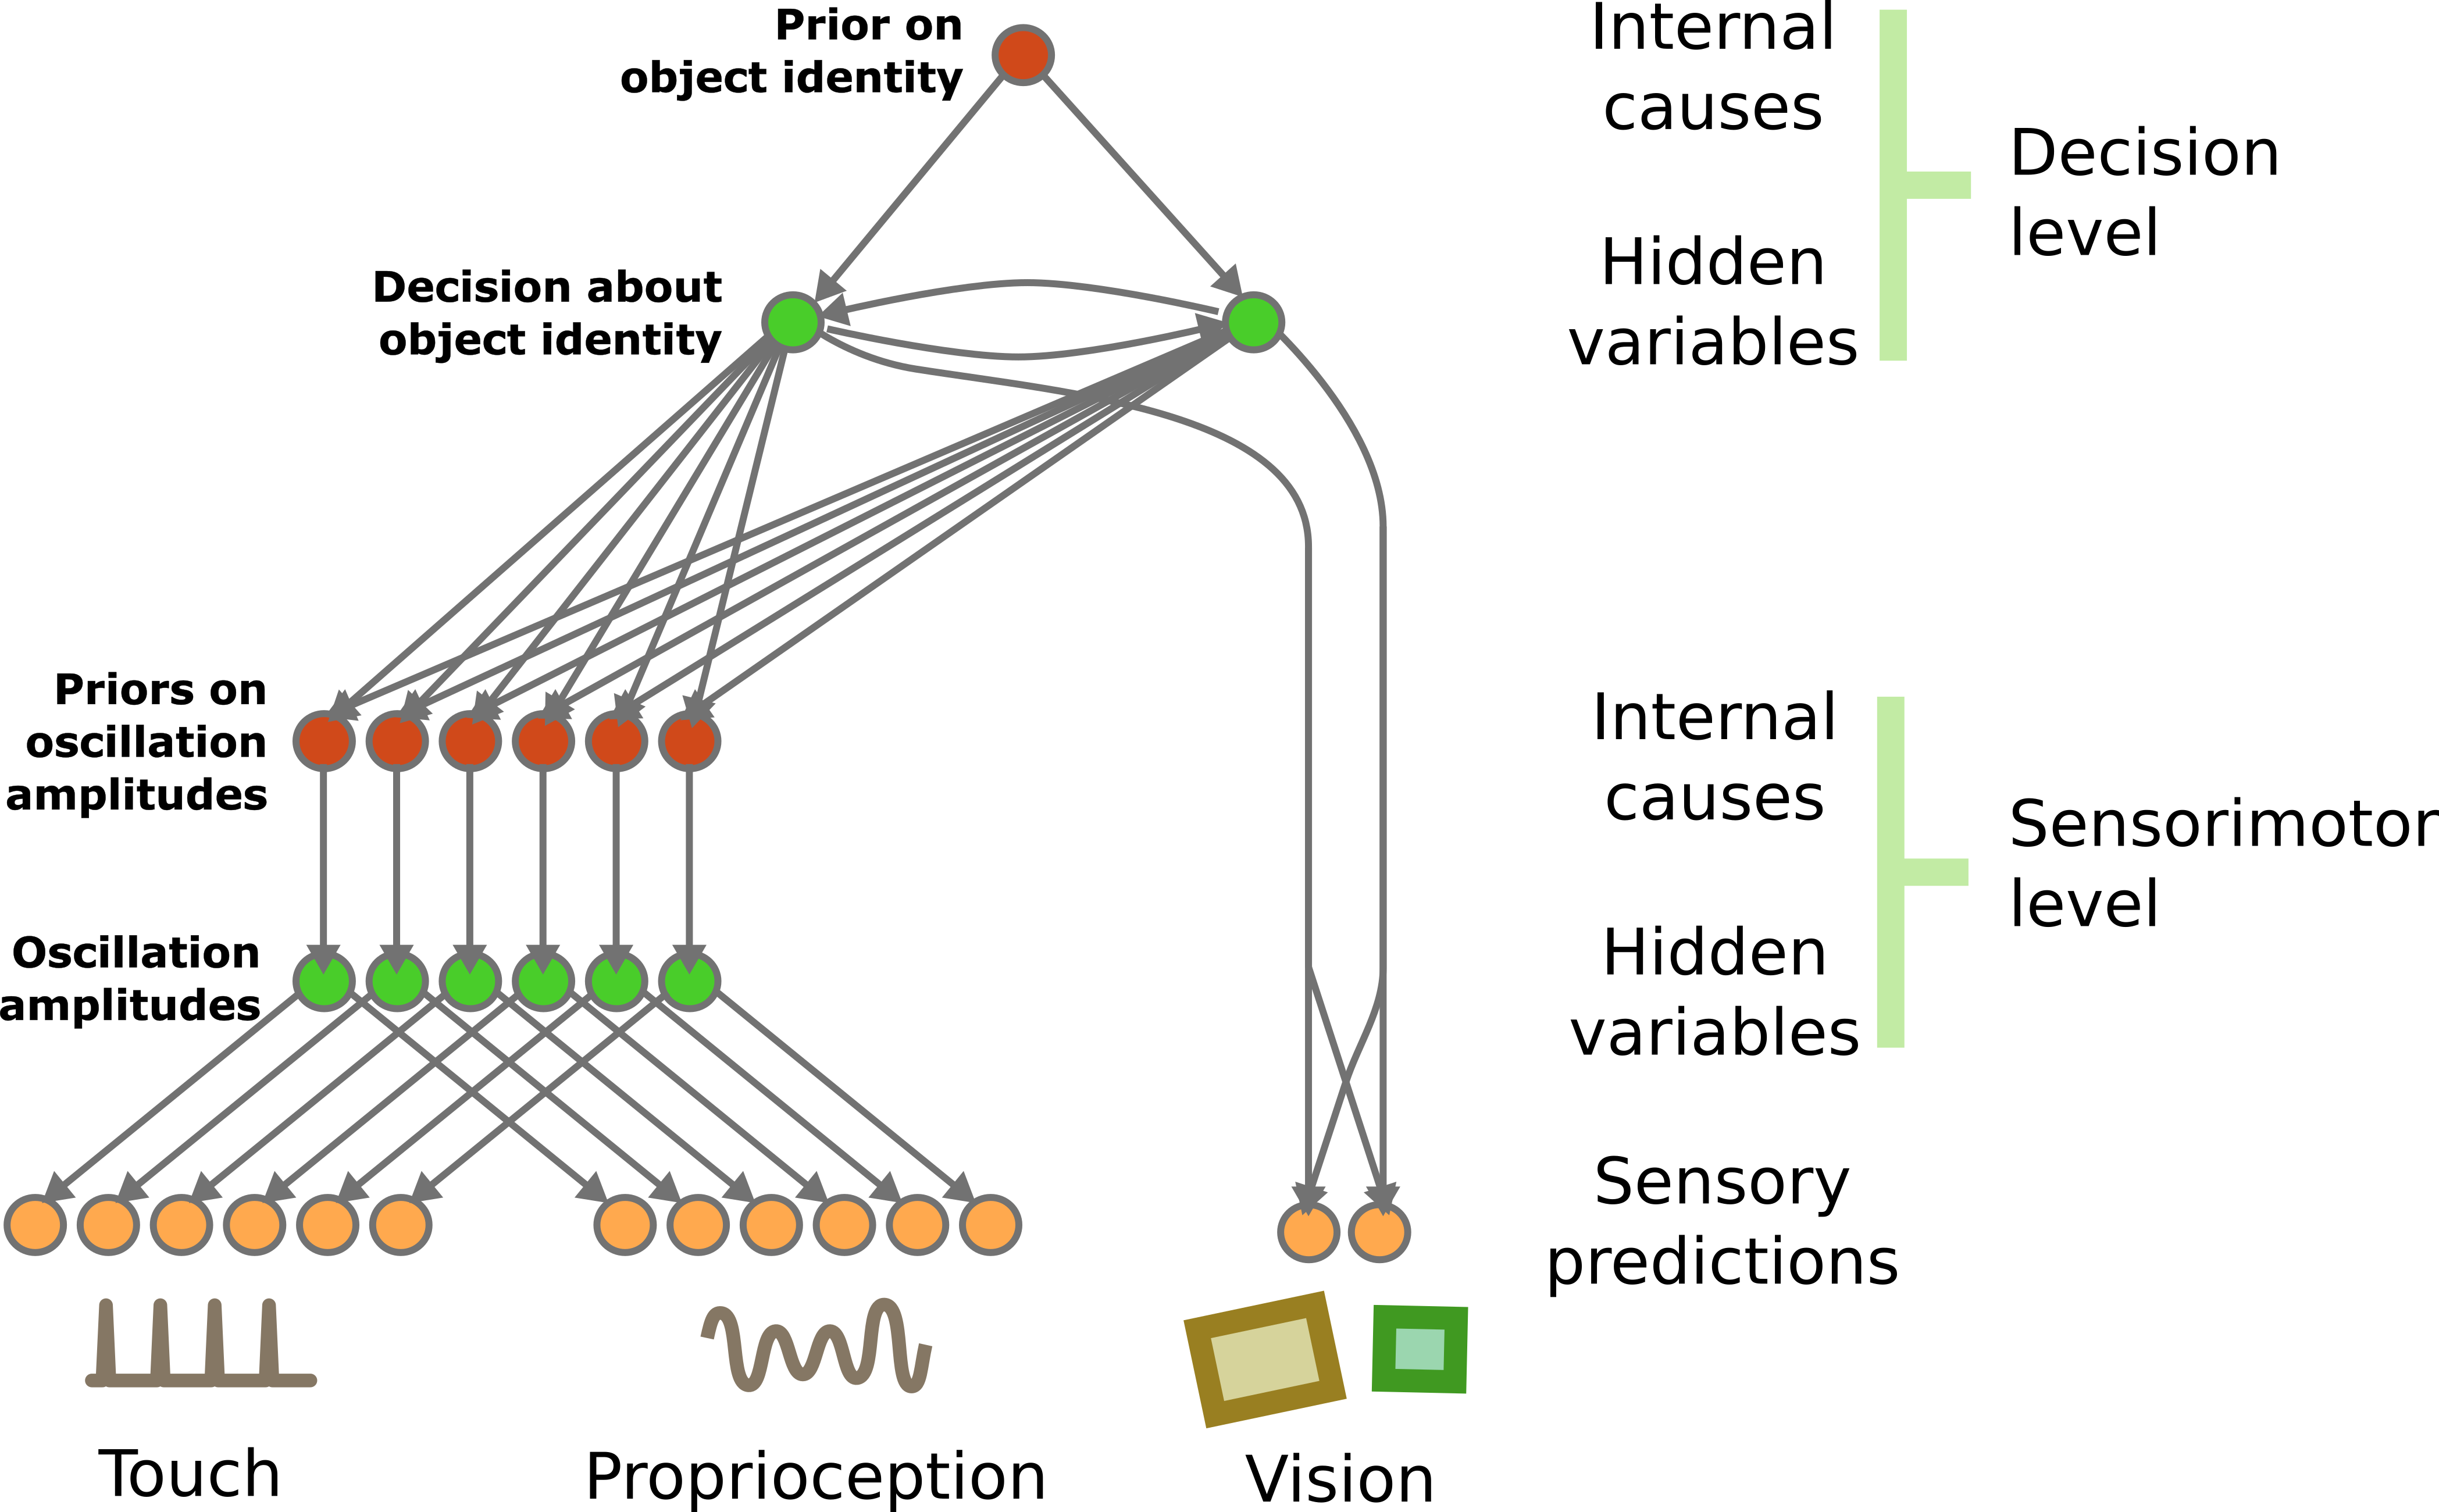 Prior on
object identity
Internal
causes
Decision
level
Decision about
object identity
Hidden
variables
Priors on
oscillation
amplitudes
Internal
causes
Sensorimotor
level
Oscillation
amplitudes
Hidden
variables
Sensory
predictions
Touch
Proprioception
Vision